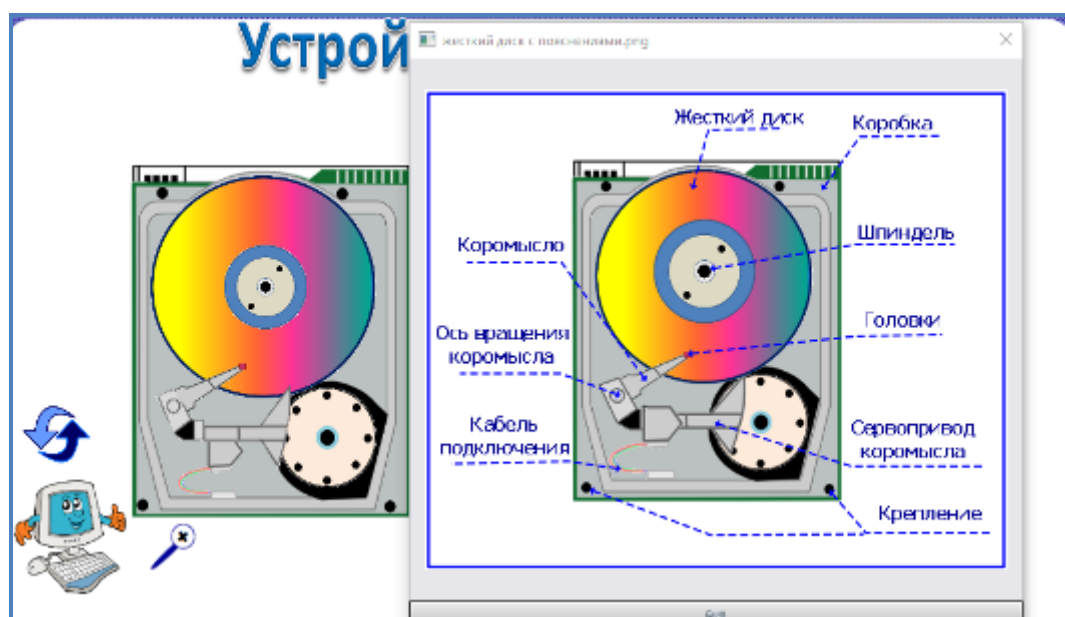 Устрой
жесткий диск с пояснениями.png
Жесткий диск
Коробка
Коромысло
Шпиндель
Ось вращения
коромысла
Головки
Кабель
подключения
Сервопривод
коромысла
Крепление